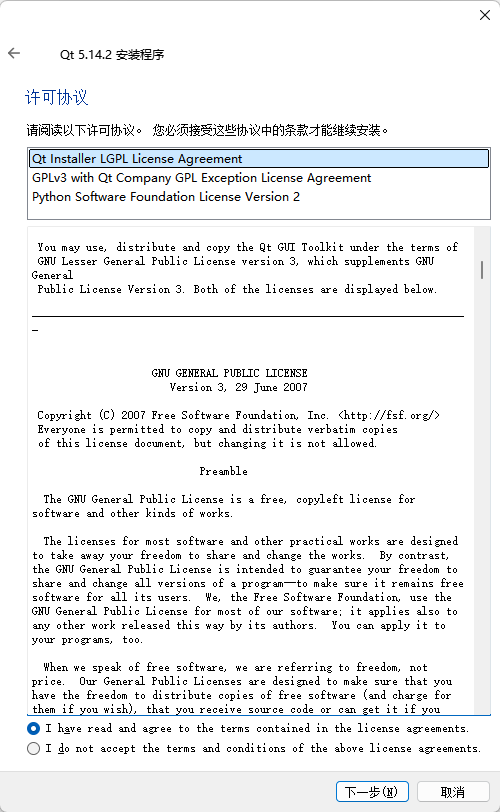 Qt 5.14.2 安装程序
许可协议
请阅读以下许可协议。 您必须接受这些协议中的条款才能继续安装。
Qt Installer LGPL License Agreement
GPLv3 with Qt Company GPL Exception License Agreement
Python Software Foundation License Version 2
You may use, distribute and copy the Qt GUI Toolkit under the terms of
GNU Lesser General Public License version 3, which supplements GNU
General
Public License Version 3. Both of the licenses are displayed below.
GNU GENERAL PUBLIC LICENSE
Version 3, 29 June 2007
Copyright (C) 2007 Free Software Foundation, Inc. <http://fsf.org/>
Everyone is permitted to copy and distribute verbatim copies
of this license document, but changing it is not allowed.
Preamble
The GNU General Public License is a free, copyleft license for
software and other kinds of works.
The licenses for most software and other practical works are designed
to take away your freedom to share and change the works.  By contrast,
the GNU General Public License is intended to guarantee your freedom to
share and change all versions of a program--to make sure it remains free
software for all its users.  We, the Free Software Foundation, use the
GNU General Public License for most of our software; it applies also to
any other work released this way by its authors.  You can apply it to
your programs, too.
When we speak of free software, we are referring to freedom, not
price.  Our General Public Licenses are designed to make sure that you
have the freedom to distribute copies of free software (and charge for
them if you wish), that you receive source code or can get it if you
I have read and agree to the terms contained in the license agreements.
I do not accept the terms and conditions of the above license agreements.
下一步(N)
取消